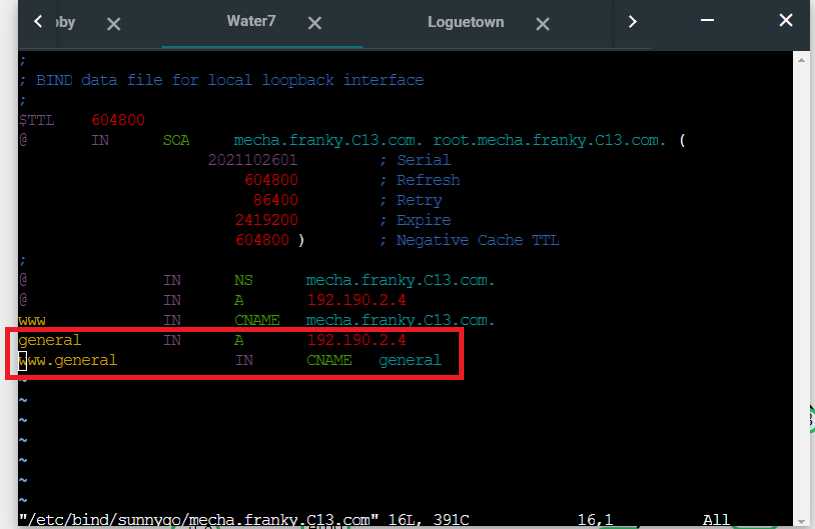 ‹ by × Water7 × Loguetown × › – ×
;
; BIND data file for local loopback interface
;
$TTL 604800
@ IN SOA mecha.franky.C13.com. root.mecha.franky.C13.com. (
2021102601 ; Serial
604800 ; Refresh
86400 ; Retry
2419200 ; Expire
604800 ) ; Negative Cache TTL
;
@ IN NS mecha.franky.C13.com.
@ IN A 192.190.2.4
www IN CNAME mecha.franky.C13.com.
general IN A 192.190.2.4
www.general IN CNAME general
~
~
~
~
~
~
~
"/etc/bind/sunnygo/mecha.franky.C13.com" 16L, 391C 16,1 All